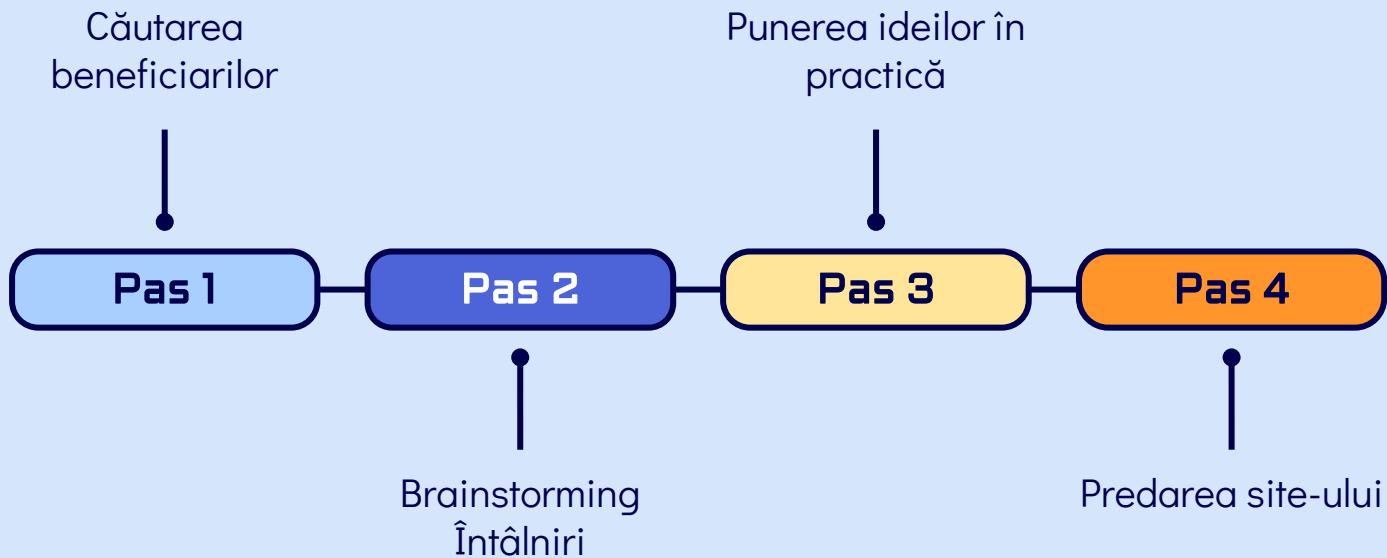 Căutarea
beneficiarilor
Punerea ideilor în
practică
Pas 1
Pas 2
Pas 3
Pas 4
Brainstorming
Întâlniri
Predarea site-ului